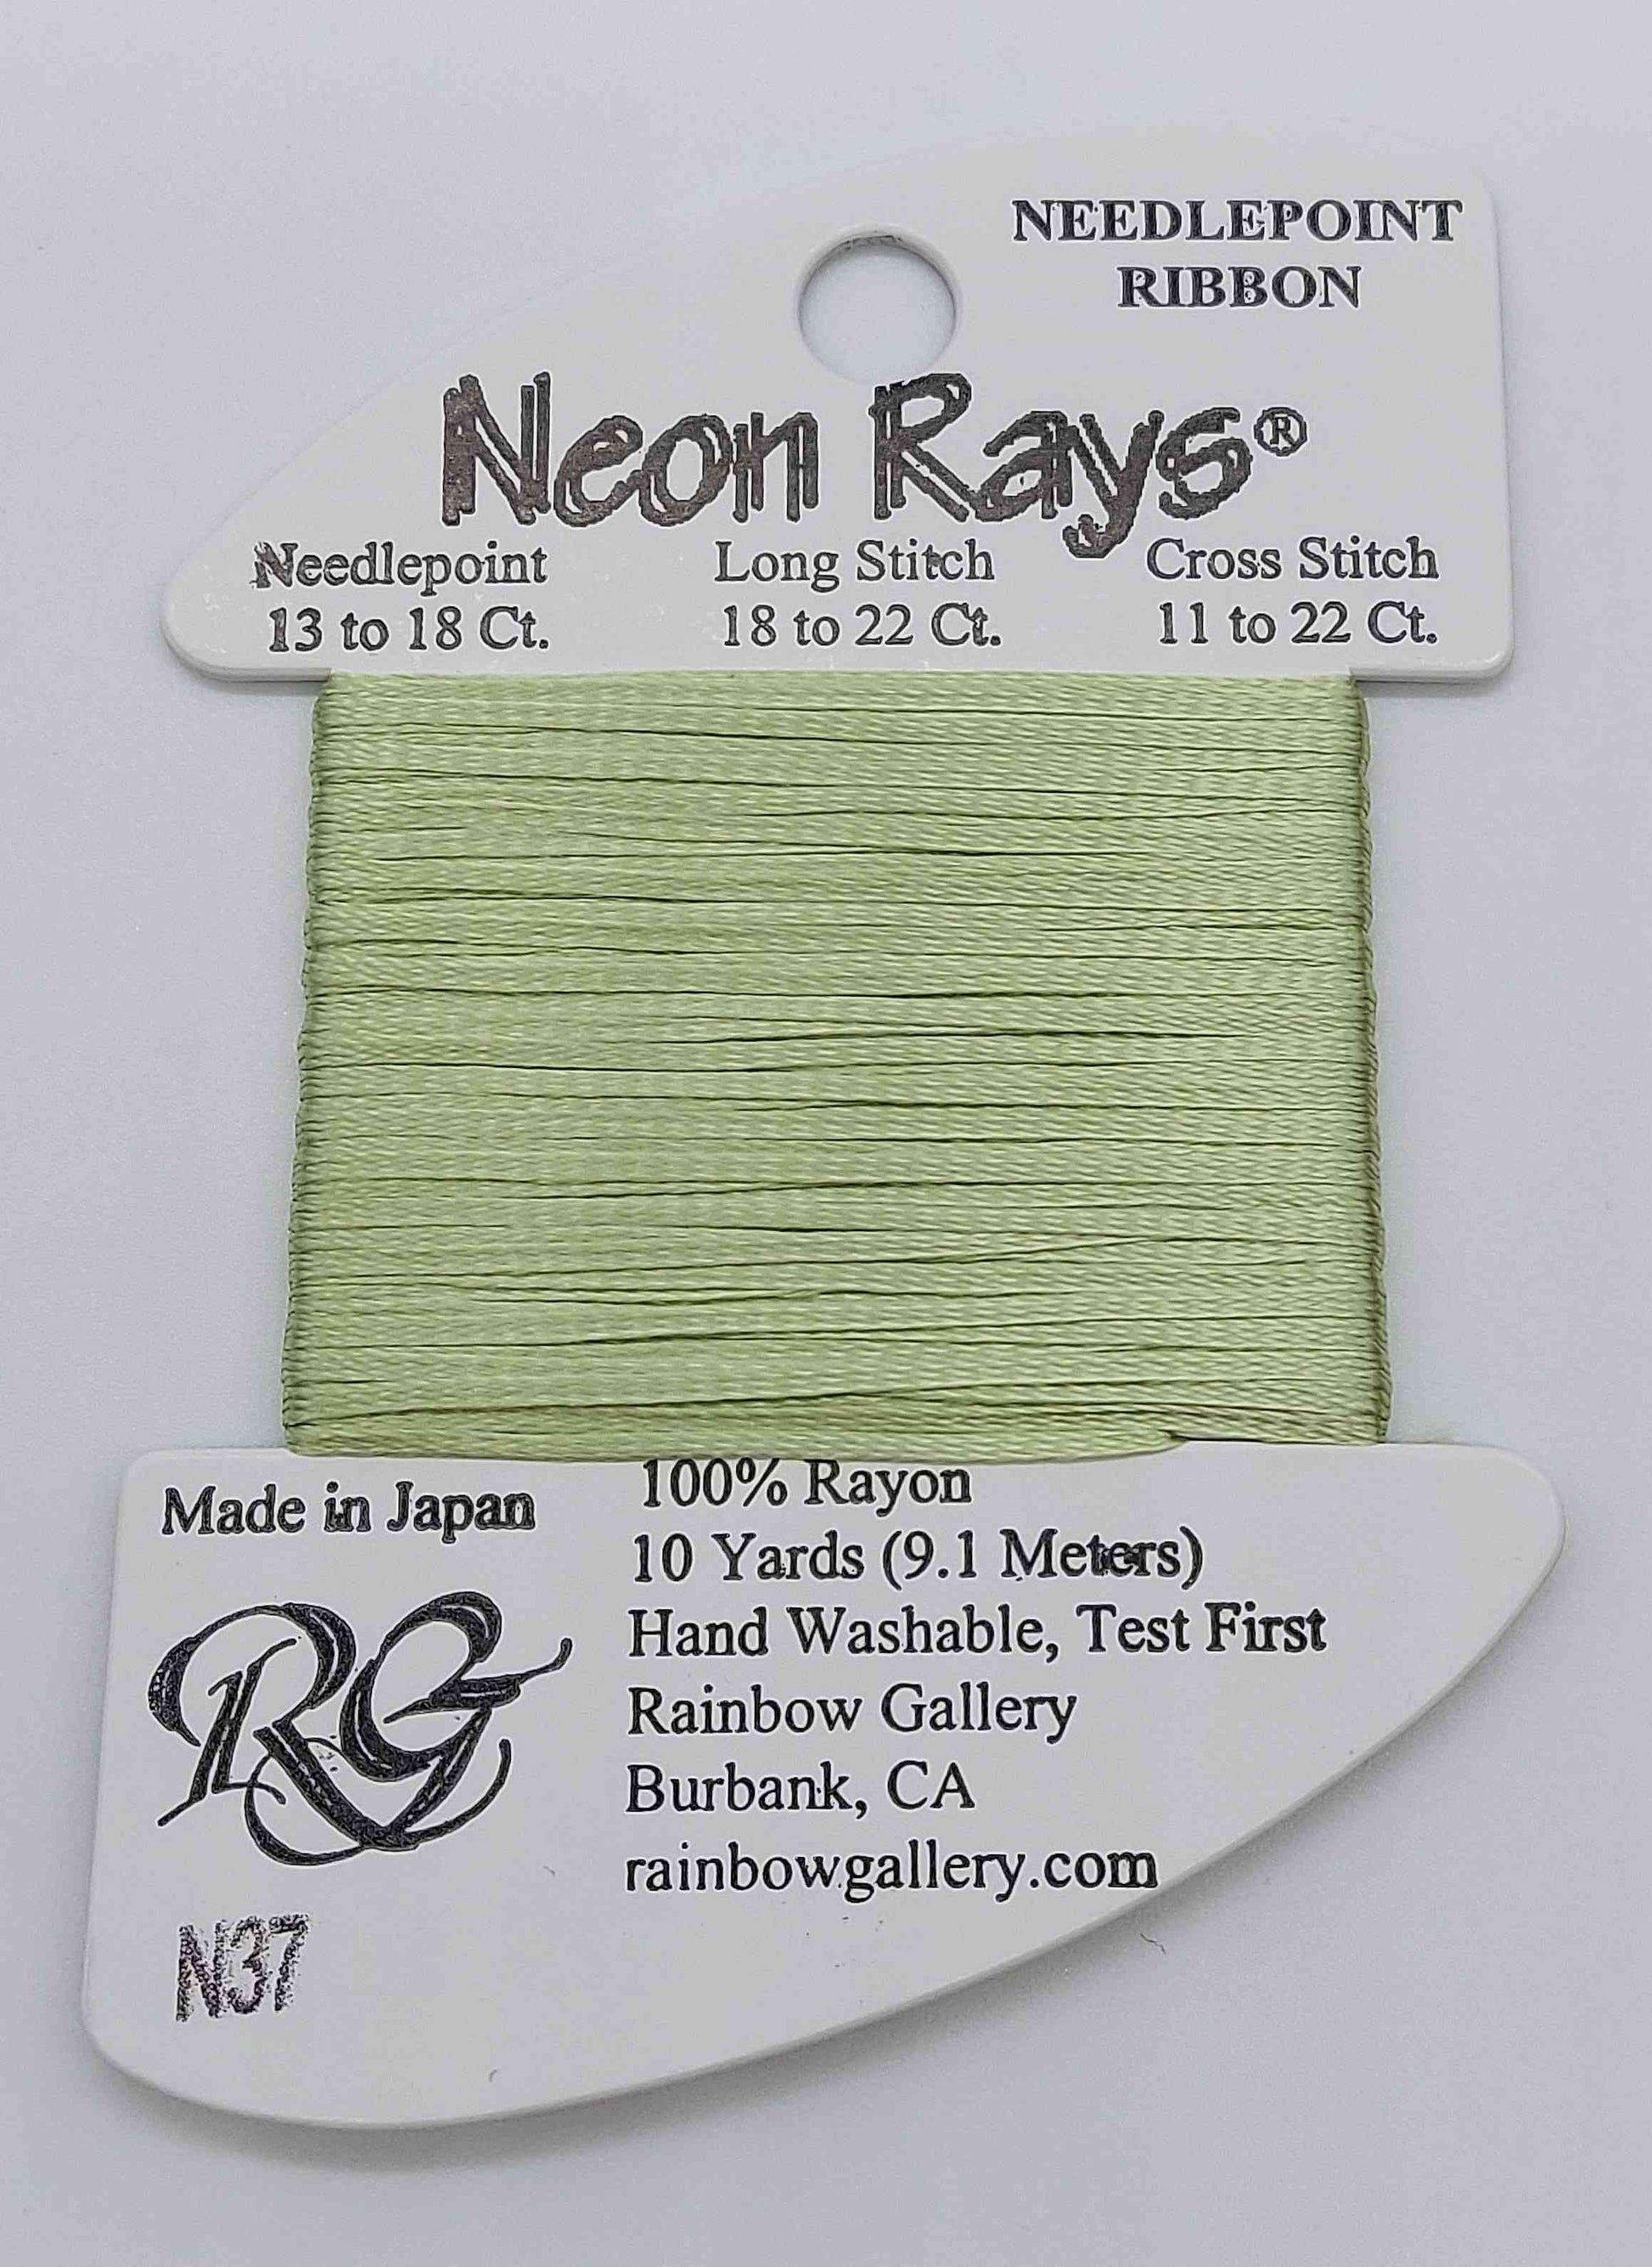 NEEDLEPOINT
RIBBON
Neon Rays®
Needlepoint
13 to 18 Ct.
Long Stitch
18 to 22 Ct.
Cross Stitch
11 to 22 Ct.
Made in Japan
RG
N37
100% Rayon
10 Yards (9.1 Meters)
Hand Washable, Test First
Rainbow Gallery
Burbank, CA
rainbowgallery.com